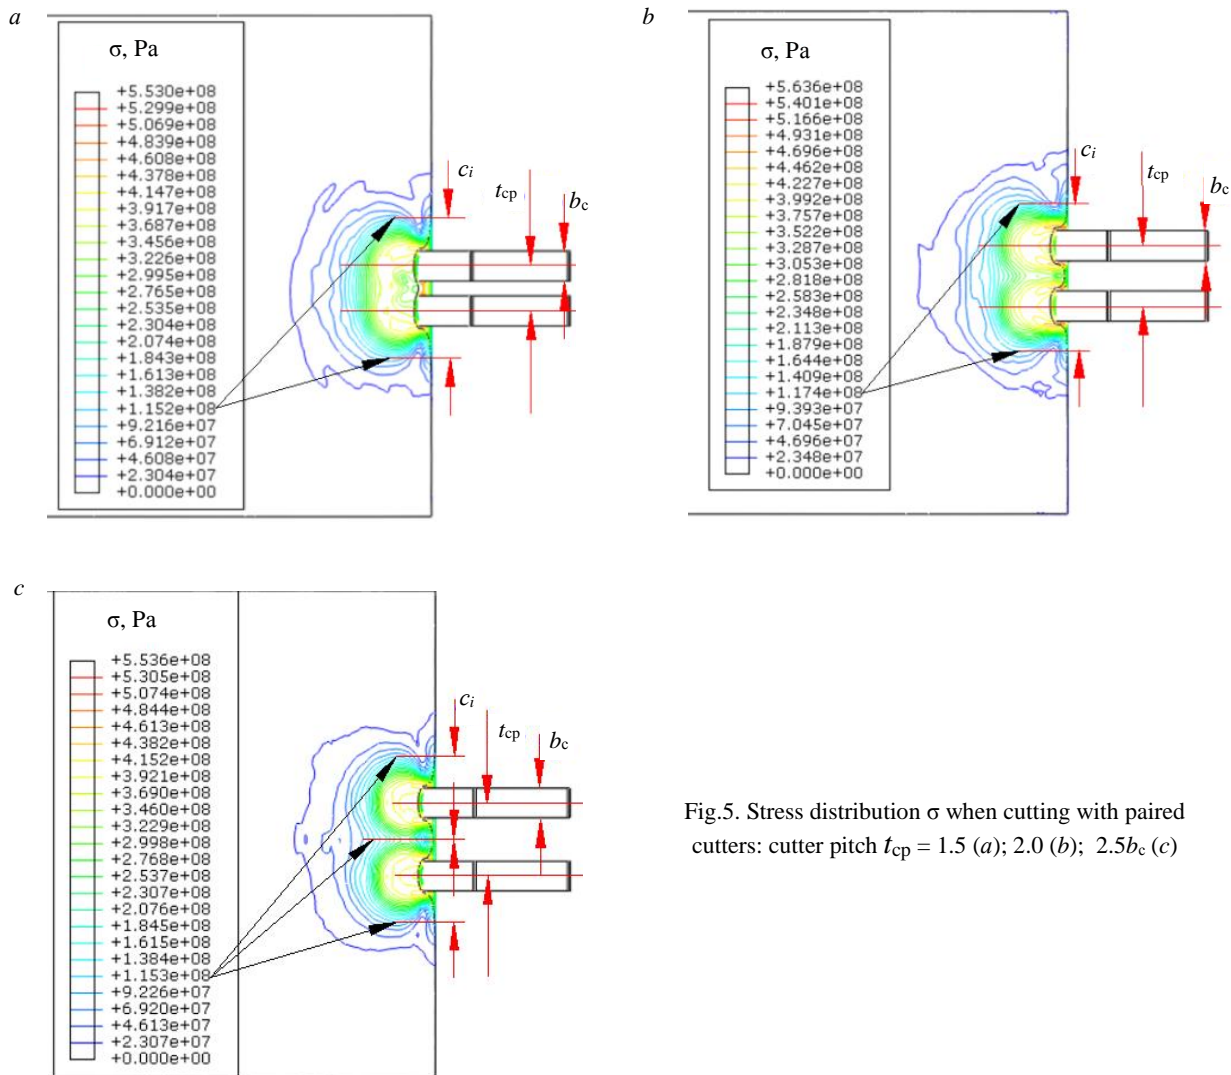 a
σ, Pa
+5.530e+08
+5.299e+08
+5.069e+08
+4.839e+08
+4.608e+08
+4.378e+08
+4.147e+08
+3.917e+08
+3.687e+08
+3.456e+08
+3.226e+08
+2.995e+08
+2.765e+08
+2.535e+08
+2.304e+08
+2.074e+08
+1.843e+08
+1.613e+08
+1.382e+08
+1.152e+08
+9.216e+07
+6.912e+07
+4.608e+07
+2.304e+07
+0.000e+00
ci
tcp
bc
b
σ, Pa
+5.636e+08
+5.401e+08
+5.166e+08
+4.931e+08
+4.696e+08
+4.462e+08
+4.227e+08
+3.992e+08
+3.757e+08
+3.522e+08
+3.287e+08
+3.053e+08
+2.818e+08
+2.583e+08
+2.348e+08
+2.113e+08
+1.879e+08
+1.644e+08
+1.409e+08
+1.174e+08
+9.393e+07
+7.045e+07
+4.696e+07
+2.348e+07
+0.000e+00
ci
tcp
bc
c
σ, Pa
+5.536e+08
+5.305e+08
+5.074e+08
+4.844e+08
+4.613e+08
+4.382e+08
+4.152e+08
+3.921e+08
+3.690e+08
+3.460e+08
+3.229e+08
+2.998e+08
+2.768e+08
+2.537e+08
+2.307e+08
+2.076e+08
+1.845e+08
+1.615e+08
+1.384e+08
+1.153e+08
+9.226e+07
+6.920e+07
+4.613e+07
+2.307e+07
+0.000e+00
ci
tcp
bc
Fig.5. Stress distribution σ when cutting with paired
cutters: cutter pitch tcp = 1.5 (a); 2.0 (b); 2.5bc (c)